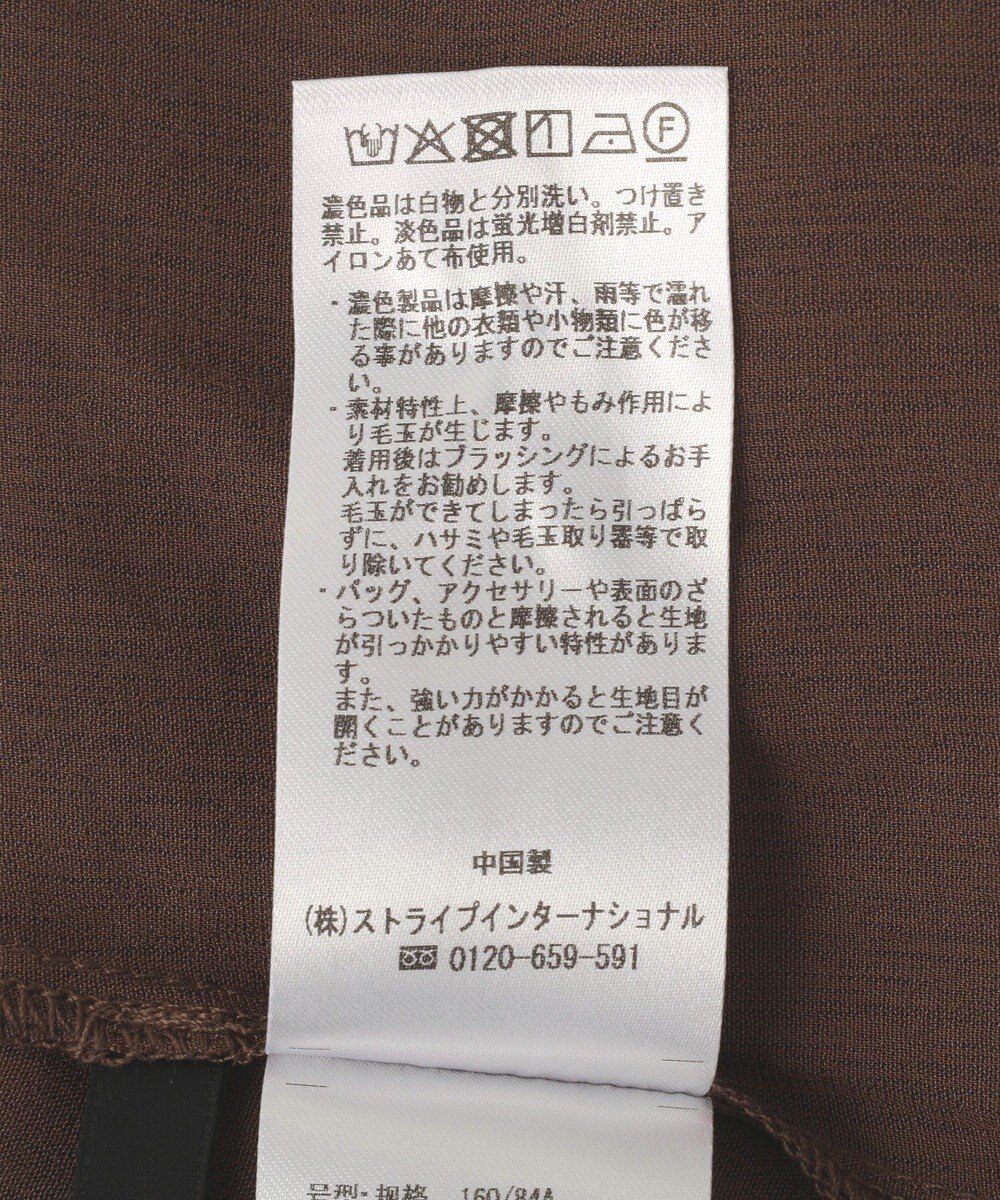 F
濃色品は白物と分別洗い。つけ置き
禁止。淡色品は蛍光増白剤禁止。ア
イロンあて布使用。
・濃色製品は摩擦や汗、雨等で濡れ
た際に他の衣類や小物類に色が移
る事がありますのでご注意くださ
い。
・素材特性上、摩擦やもみ作用によ
り毛玉が生じます。
着用後はブラッシングによるお手
入れをお勧めします。
毛玉ができてしまったら引っぱら
ずに、ハサミや毛玉取り器等で取
り除いてください。
・バッグ、アクセサリーや表面のざ
らついたものと摩擦されると生地
が引っかかりやすい特性がありま
す。
また、強い力がかかると生地目が
開くことがありますのでご注意く
ださい。
中国製
(株)ストライプインターナショナル
0120-659-591
号型・规格 160/84A